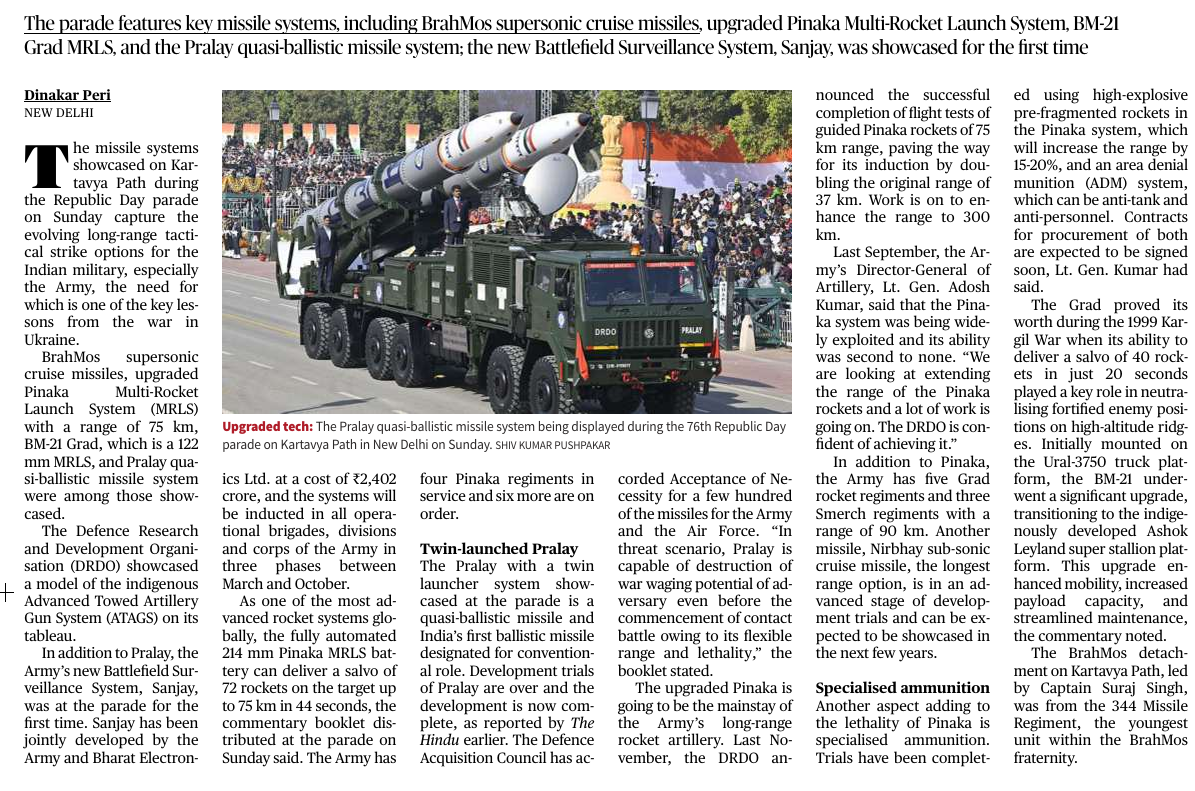 The parade features key missile systems, including BrahMos supersonic cruise missiles, upgraded Pinaka Multi-Rocket Launch System, BM-21
Grad MRLS, and the Pralay quasi-ballistic missile system; the new Battlefield Surveillance System, Sanjay, was showcased for the first time
Dinakar Peri
NEW DELHI
The missile systems
showcased on Kar-
tavya Path during
the Republic Day parade
on Sunday capture the
evolving long-range tacti-
cal strike options for the
Indian military, especially
the Army, the need for
which is one of the key les-
sons from the war in
Ukraine.
BrahMos supersonic
cruise missiles, upgraded
Pinaka Multi-Rocket
Launch System (MRLS)
with a range of 75 km,
BM-21 Grad, which is a 122
mm MRLS, and Pralay qua-
si-ballistic missile system
were among those show-
cased.
The Defence Research
and Development Organi-
sation (DRDO) showcased
a model of the indigenous
Advanced Towed Artillery
Gun System (ATAGS) on its
tableau.
In addition to Pralay, the
Army's new Battlefield Sur-
veillance System, Sanjay,
was at the parade for the
first time. Sanjay has been
jointly developed by the
Army and Bharat Electron-
DRDO
PRALAY
Upgraded tech: The Pralay quasi-ballistic missile system being displayed during the 76th Republic Day
parade on Kartavya Path in New Delhi on Sunday. SHIV KUMAR PUSHPAKAR
ics Ltd. at a cost of ₹2,402
crore, and the systems will
be inducted in all opera-
tional brigades, divisions
and corps of the Army in
three phases between
March and October.
As one of the most ad-
vanced rocket systems glo-
bally, the fully automated
214 mm Pinaka MRLS bat-
tery can deliver a salvo of
72 rockets on the target up
to 75 km in 44 seconds, the
commentary booklet dis-
tributed at the parade on
Sunday said. The Army has
four Pinaka regiments in
service and six more are on
order.
Twin-launched Pralay
The Pralay with a twin
launcher system show-
cased at the parade is a
quasi-ballistic missile and
India's first ballistic missile
designated for convention-
al role. Development trials
of Pralay are over and the
development is now com-
plete, as reported by The
Hindu earlier. The Defence
Acquisition Council has ac-
corded Acceptance of Ne-
cessity for a few hundred
of the missiles for the Army
and the Air Force. “In
threat scenario, Pralay is
capable of destruction of
war waging potential of ad-
versary even before the
commencement of contact
battle owing to its flexible
range and lethality,” the
booklet stated.
The upgraded Pinaka is
going to be the mainstay of
the Army's long-range
rocket artillery. Last No-
vember, the DRDO an-
nounced the successful
completion of flight tests of
guided Pinaka rockets of 75
km range, paving the way
for its induction by dou-
bling the original range of
37 km. Work is on to en-
hance the range to 300
km.
Last September, the Ar-
my's Director-General of
Artillery, Lt. Gen. Adosh
Kumar, said that the Pina-
ka system was being wide-
ly exploited and its ability
was second to none. “We
are looking at extending
the range of the Pinaka
rockets and a lot of work is
going on. The DRDO is con-
fident of achieving it.”
In addition to Pinaka,
the Army has five Grad
rocket regiments and three
Smerch regiments with a
range of 90 km. Another
missile, Nirbhay sub-sonic
cruise missile, the longest
range option, is in an ad-
vanced stage of develop-
ment trials and can be ex-
pected to be showcased in
the next few years.
Specialised ammunition
Another aspect adding to
the lethality of Pinaka is
specialised ammunition.
Trials have been complet-
ed using high-explosive
pre-fragmented rockets in
the Pinaka system, which
will increase the range by
15-20%, and an area denial
munition (ADM) system,
which can be anti-tank and
anti-personnel. Contracts
for procurement of both
are expected to be signed
soon, Lt. Gen. Kumar had
said.
The Grad proved its
worth during the 1999 Kar-
gil War when its ability to
deliver a salvo of 40 rock-
ets in just 20 seconds
played a key role in neutra-
lising fortified enemy posi-
tions on high-altitude ridg-
es. Initially mounted on
the Ural-3750 truck plat-
form, the BM-21 under-
went a significant upgrade,
transitioning to the indige-
nously developed Ashok
Leyland super stallion plat-
form. This upgrade en-
hanced mobility, increased
payload capacity, and
streamlined maintenance,
the commentary noted.
The BrahMos detach-
ment on Kartavya Path, led
by Captain Suraj Singh,
was from the 344 Missile
Regiment, the youngest
unit within the BrahMos
fraternity.